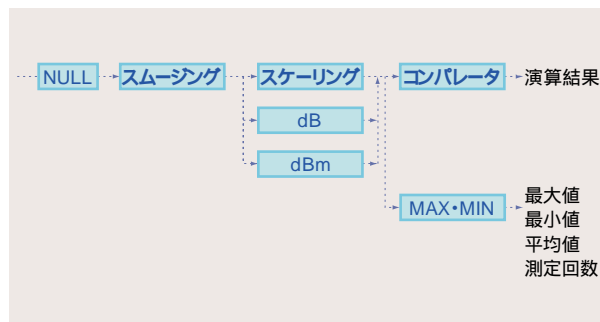 NULL
スムージング
スケーリング
コンパレータ
演算結果
dB
dBm
MAX・MIN
最大値
最小値
平均値
測定回数